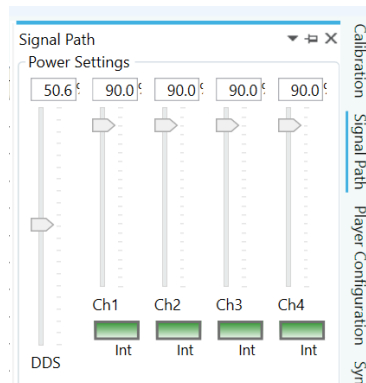 Signal Path
Power Settings
50.6 90.0 90.0 90.0 90.0
Ch1 Ch2 Ch3 Ch4
Int Int Int Int
DDS
Calibration
Signal Path
Player Configuration